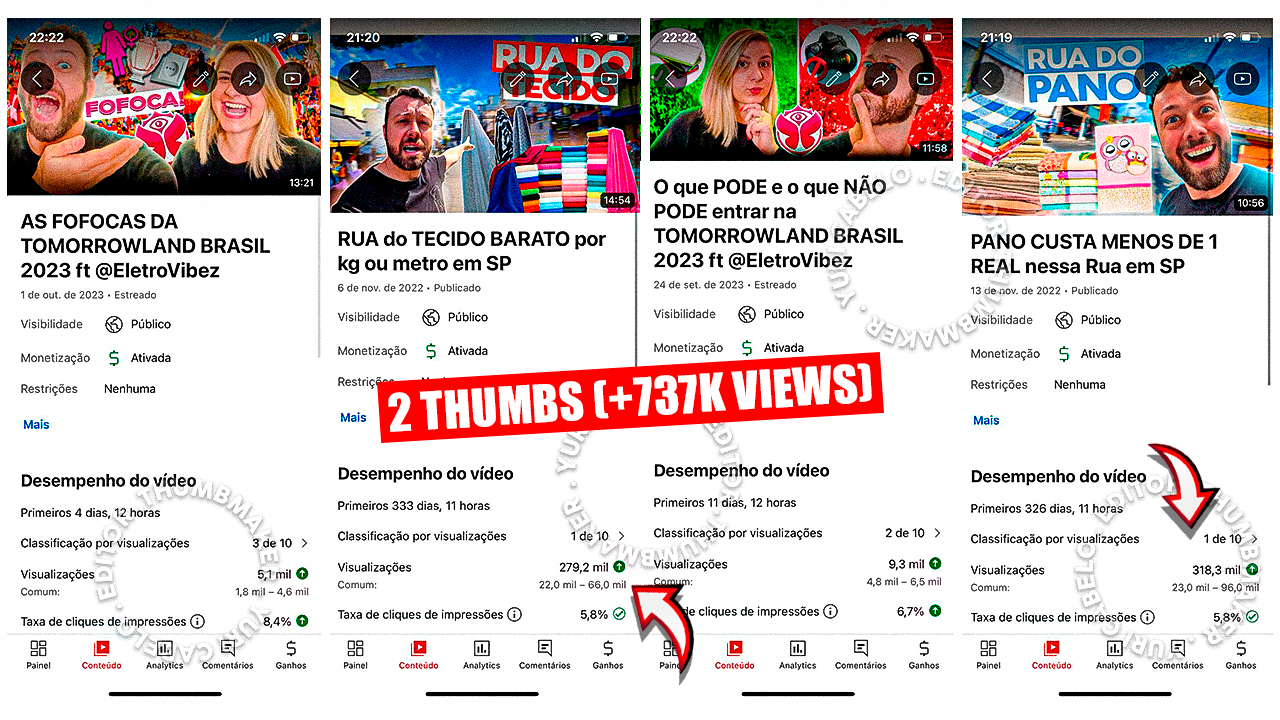 22:22
FOFOCA!
13:21
AS FOFOCAS DA
TOMORROWLAND BRASIL
2023 ft @EletroVibez
1 de out. de 2023 • Estreado
Visibilidade Público
Monetização Ativada
Restrições Nenhuma
Mais
Desempenho do vídeo
Primeiros 4 dias, 12 horas
Classificação por visualizações 3 de 10
Visualizações 5,1 mil
Comum: 1,8 mil – 4,6 mil
Taxa de cliques de impressões 8,4%
Painel Conteúdo Analytics Comentários Ganhos
21:20
RUA DO
TECIDO
14:54
RUA do TECIDO BARATO por
kg ou metro em SP
6 de nov. de 2022 • Publicado
Visibilidade Público
Monetização Ativada
Restrições
Mais
2 THUMBS (+737K VIEWS)
Desempenho do vídeo
Primeiros 333 dias, 11 horas
Classificação por visualizações 1 de 10
Visualizações 279,2 mil
Comum: 22,0 mil – 66,0 mil
Taxa de cliques de impressões 5,8%
Painel Conteúdo Analytics Comentários Ganhos
22:22
11:58
O que PODE e o que NÃO
PODE entrar na
TOMORROWLAND BRASIL
2023 ft @EletroVibez
24 de set. de 2023 • Estreado
Visibilidade Público
Monetização Ativada
Desempenho do vídeo
Primeiros 11 dias, 12 horas
Classificação por visualizações 2 de 10
Visualizações 9,3 mil
Comum: 4,8 mil – 6,5 mil
de cliques de impressões 6,7%
Conteúdo Analytics Comentários Ganhos
21:19
RUA DO
PANO
10:56
PANO CUSTA MENOS DE 1
REAL nessa Rua em SP
13 de nov. de 2022 • Publicado
Visibilidade Público
Monetização Ativada
Restrições Nenhuma
Mais
Desempenho do vídeo
Primeiros 326 dias, 11 horas
Classificação por visualizações 1 de 10
Visualizações 318,3 mil
Comum: 23,0 mil – 96,0 mil
Taxa de cliques de impressões 5,8%
Painel Conteúdo Analytics Comentários Ganhos